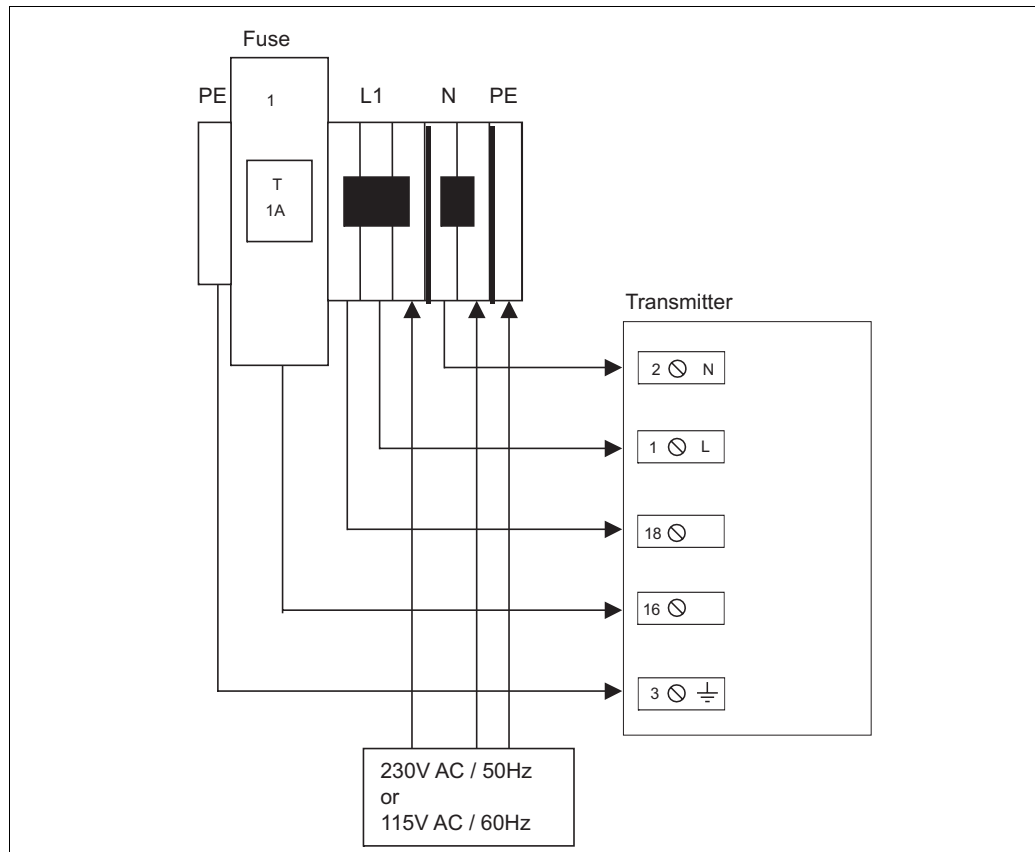 Fuse
PE
1
L1
N
PE
T
1A
Transmitter
2 N
1 L
18
16
3
230V AC / 50Hz
or
115V AC / 60Hz